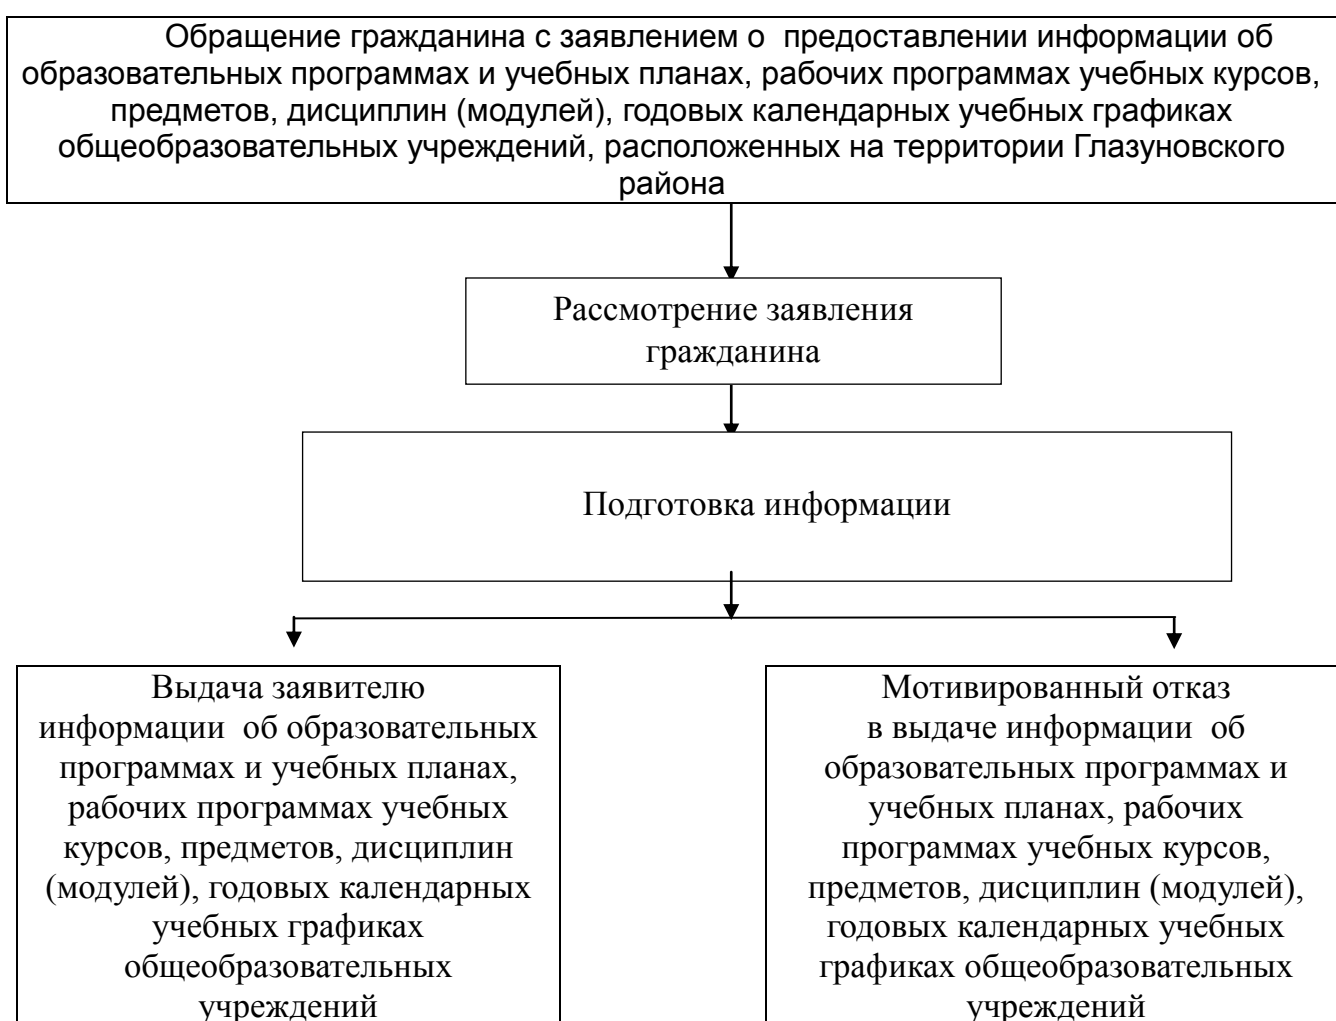 Обращение гражданина с заявлением о  предоставлении информации об
образовательных программах и учебных планах, рабочих программах учебных курсов,
предметов, дисциплин (модулей), годовых календарных учебных графиках
общеобразовательных учреждений, расположенных на территории Глазуновского
района
Рассмотрение заявления
гражданина
Подготовка информации
Выдача заявителю
информации  об образовательных
программах и учебных планах,
рабочих программах учебных
курсов, предметов, дисциплин
(модулей), годовых календарных
учебных графиках
общеобразовательных
учреждений
Мотивированный отказ
в выдаче информации  об
образовательных программах и
учебных планах, рабочих
программах учебных курсов,
предметов, дисциплин (модулей),
годовых календарных учебных
графиках общеобразовательных
учреждений